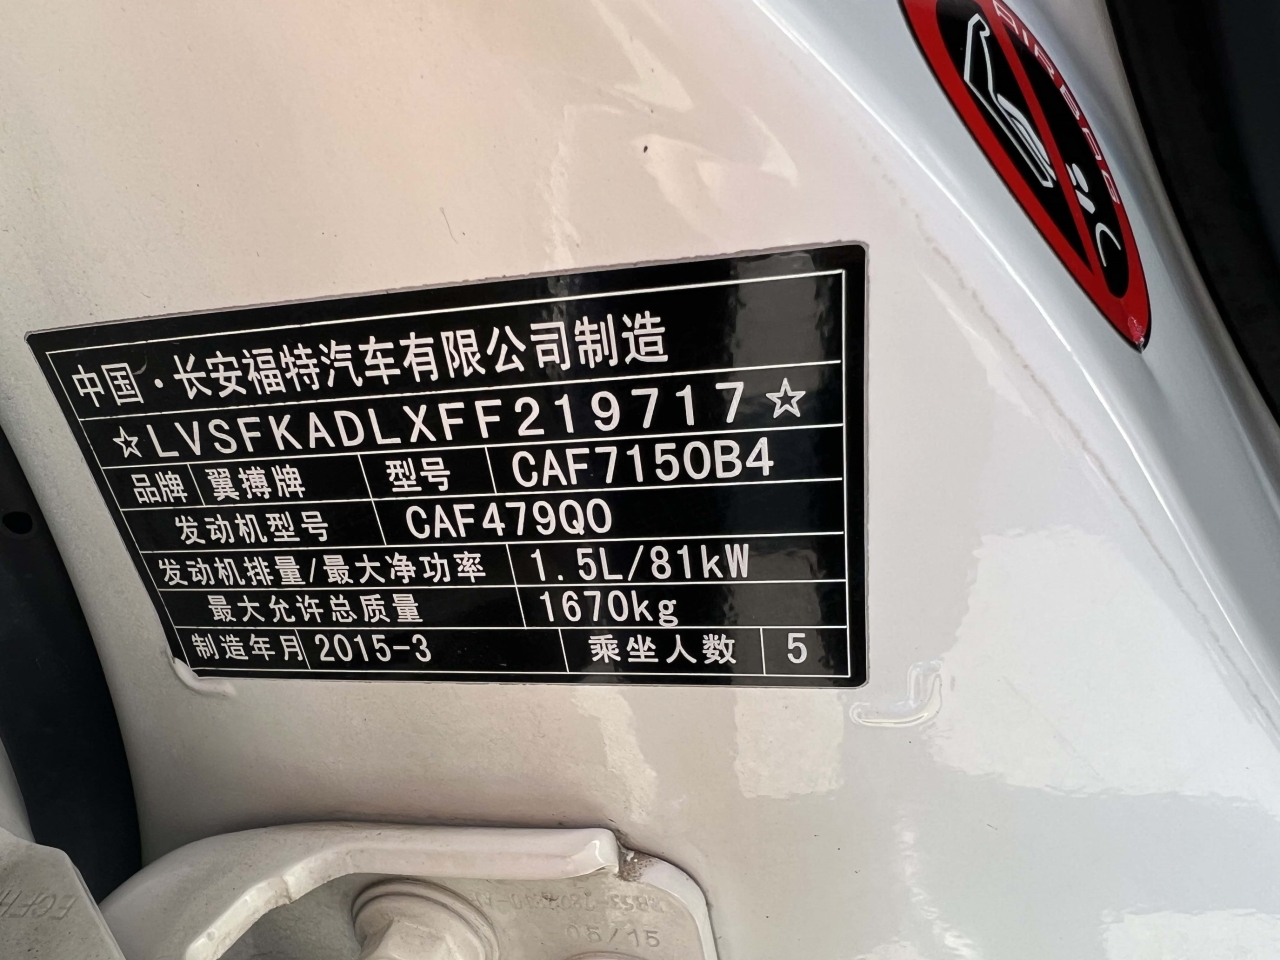 AIRBAG
中国·长安福特汽车有限公司制造
☆LVSFKADLXFF219717☆
品牌 翼搏牌 型号 CAF7150B4
发动机型号 CAF479Q0
发动机排量/最大净功率 1.5L/81kW
最大允许总质量 1670kg
制造年月 2015-3 乘坐人数 5
05/15